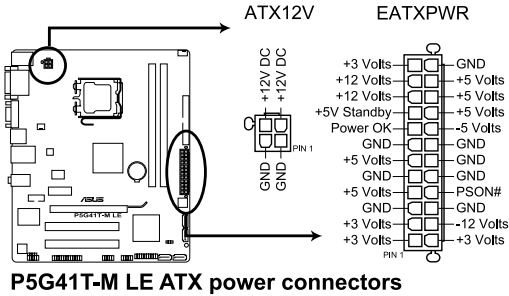 ATX12V
EATXPWR
+12V DC
+12V DC
GND
GND
PIN 1
+3 Volts GND
+12 Volts +5 Volts
+12 Volts +5 Volts
+5V Standby +5 Volts
Power OK -5 Volts
GND GND
+5 Volts GND
GND GND
+5 Volts PSON#
GND GND
+3 Volts -12 Volts
+3 Volts +3 Volts
PIN 1
ASUS
P5G41T-M LE
P5G41T-M LE ATX power connectors